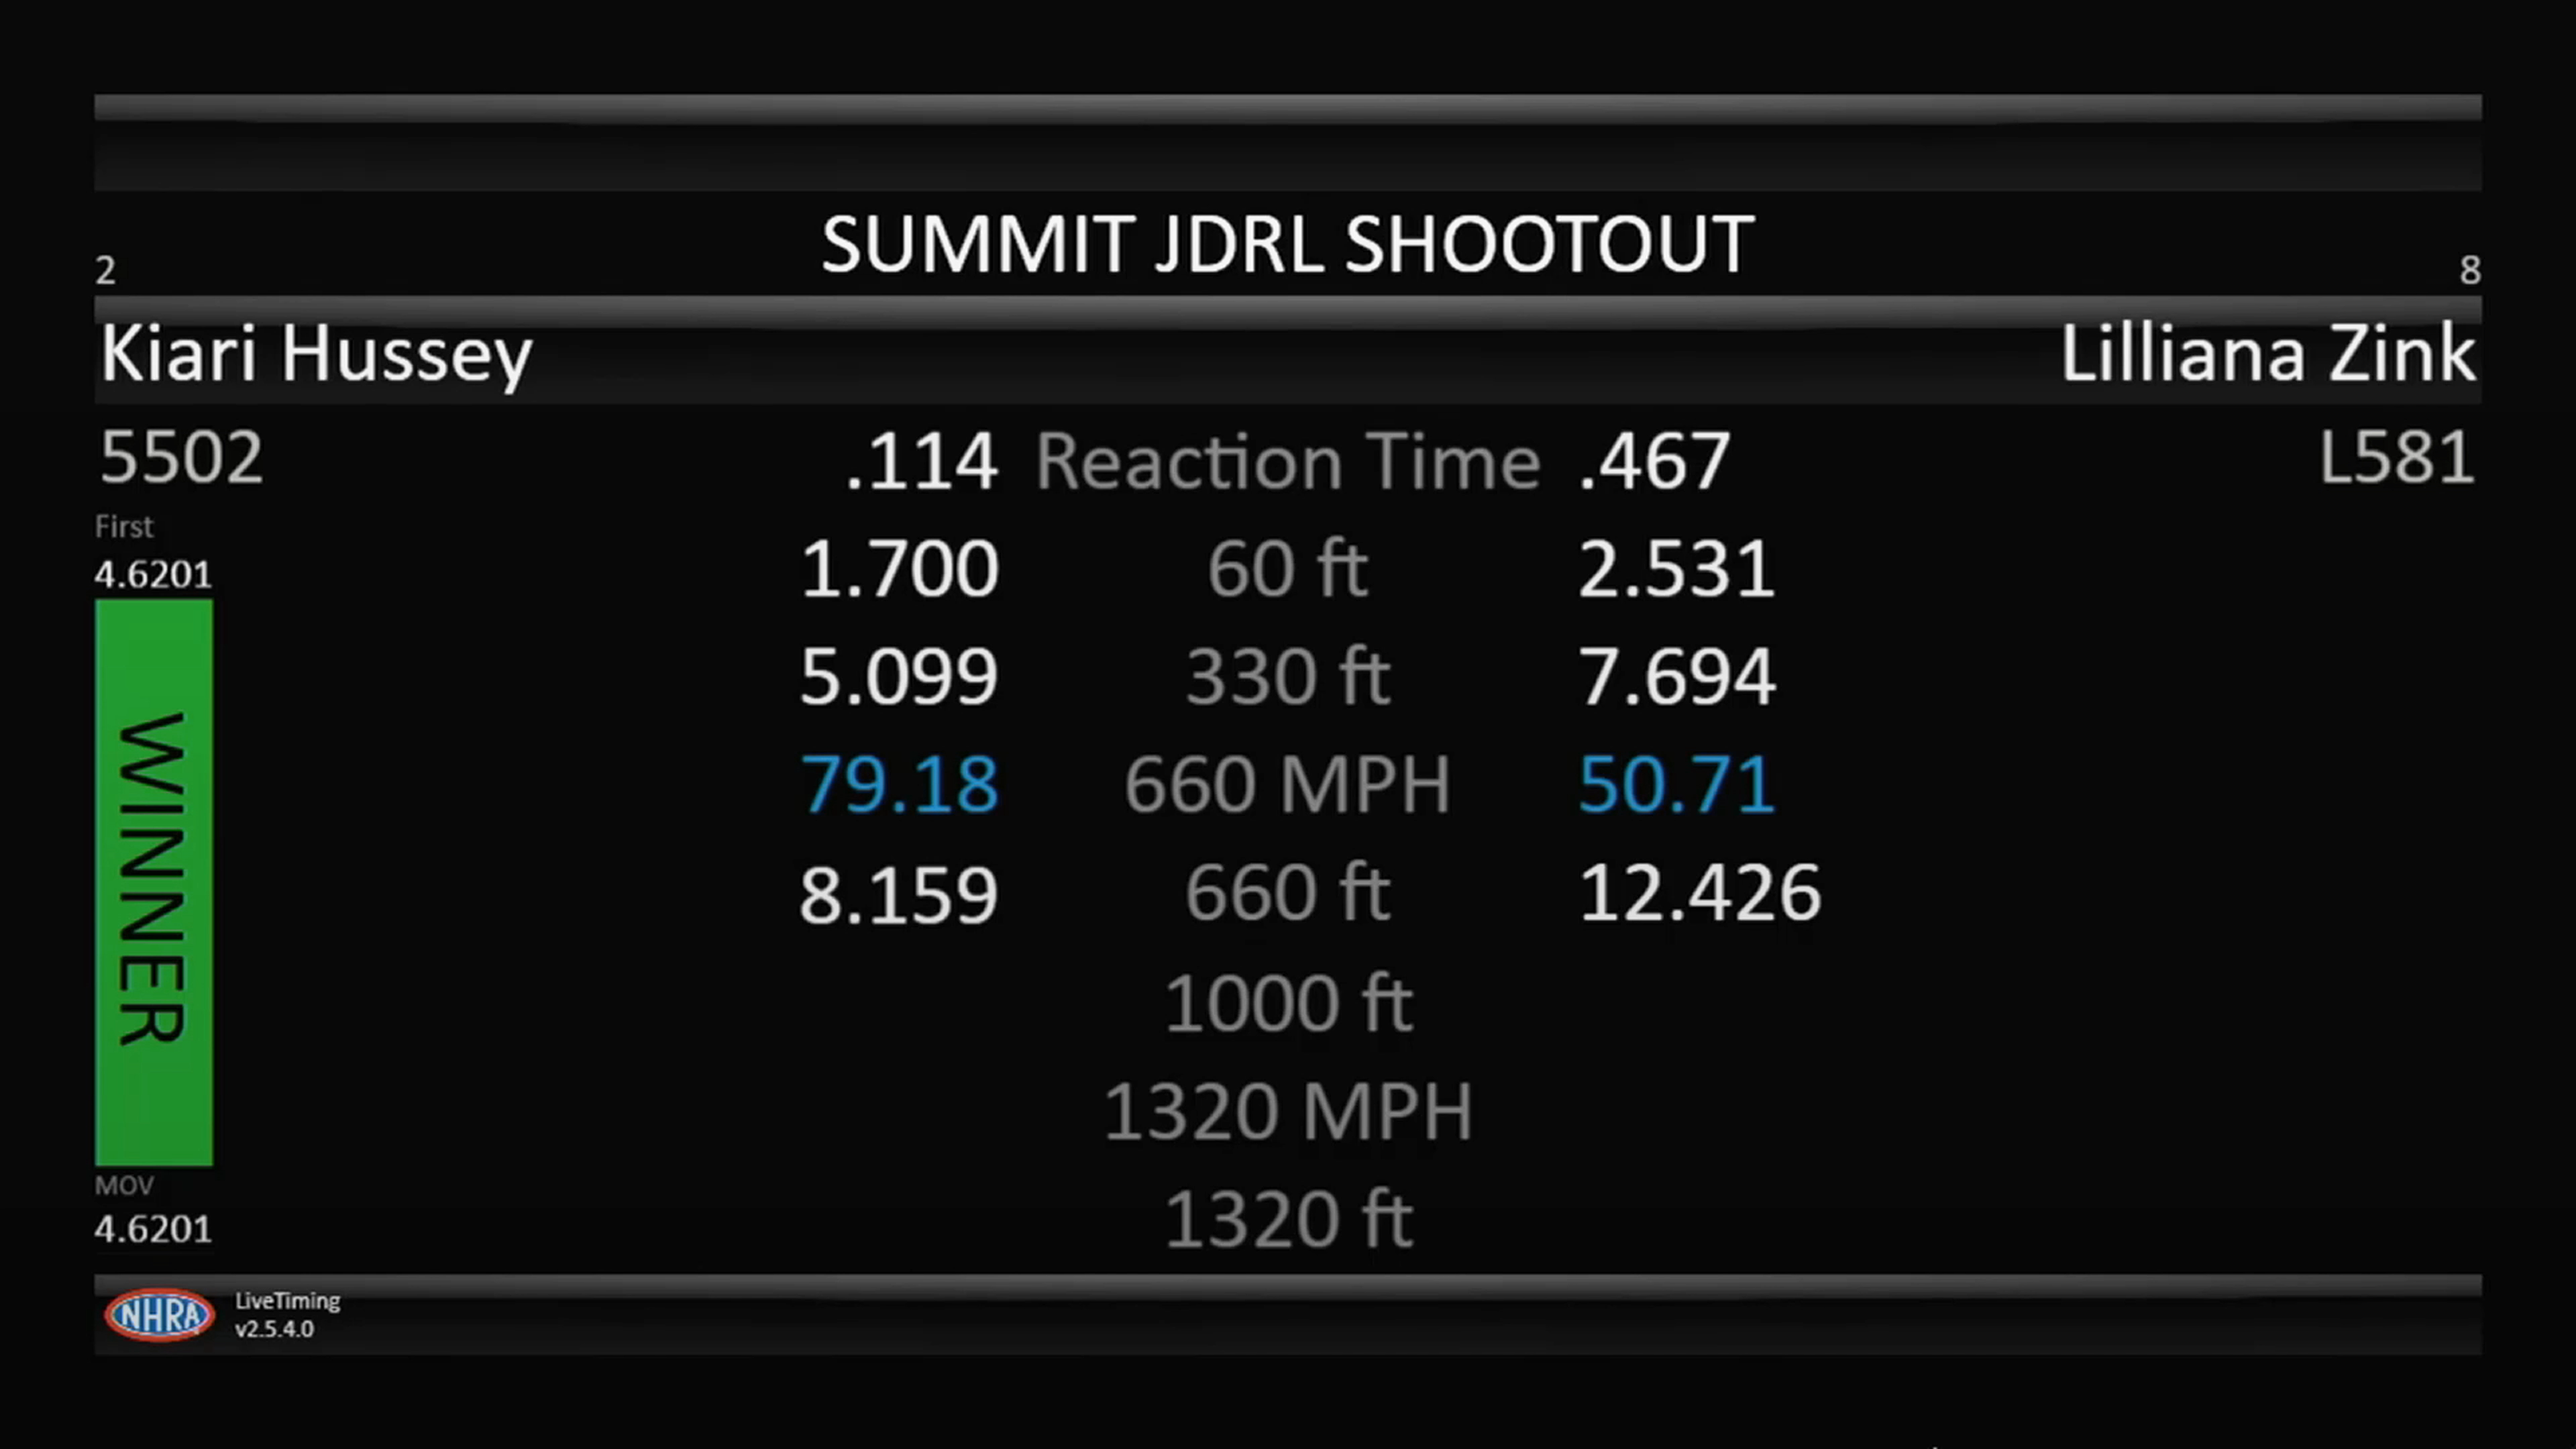 SUMMIT JDRL SHOOTOUT
2 8
Kiari Hussey Lilliana Zink
5502 .114 Reaction Time .467 L581
First
4.6201
1.700 60 ft 2.531
5.099 330 ft 7.694
79.18 660 MPH 50.71
8.159 660 ft 12.426
WINNER
1000 ft
1320 MPH
1320 ft
MOV
4.6201
NHRA
LiveTiming
v2.5.4.0